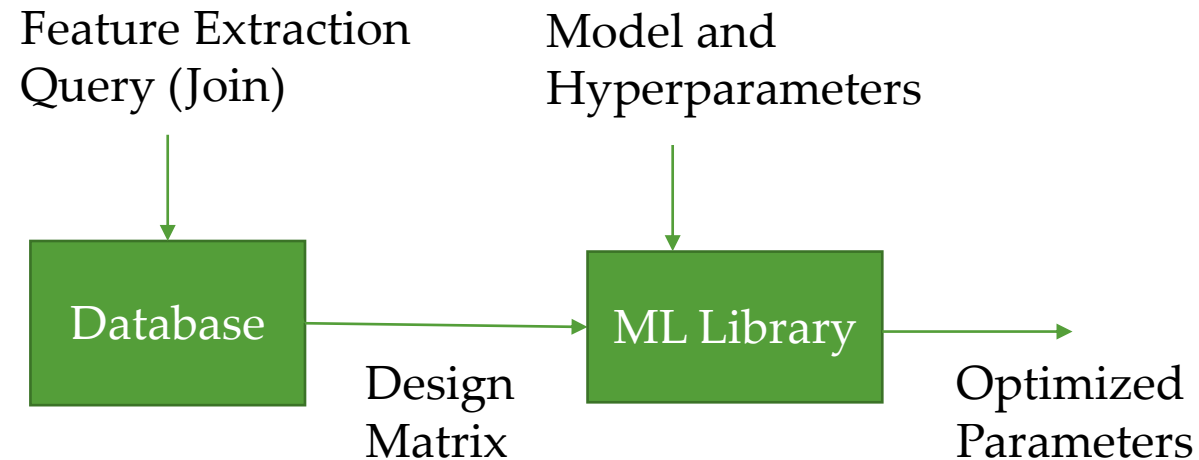 Feature Extraction
Query (Join)
Model and
Hyperparameters
Database
ML Library
Design
Matrix
Optimized
Parameters